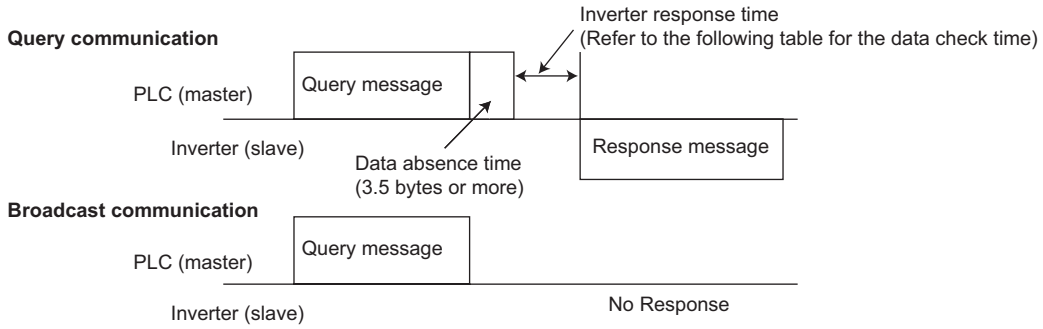 Inverter response time
(Refer to the following table for the data check time)
Query communication
Query message
PLC (master)
Inverter (slave)
Data absence time
(3.5 bytes or more)
Response message
Broadcast communication
Query message
PLC (master)
Inverter (slave)
No Response